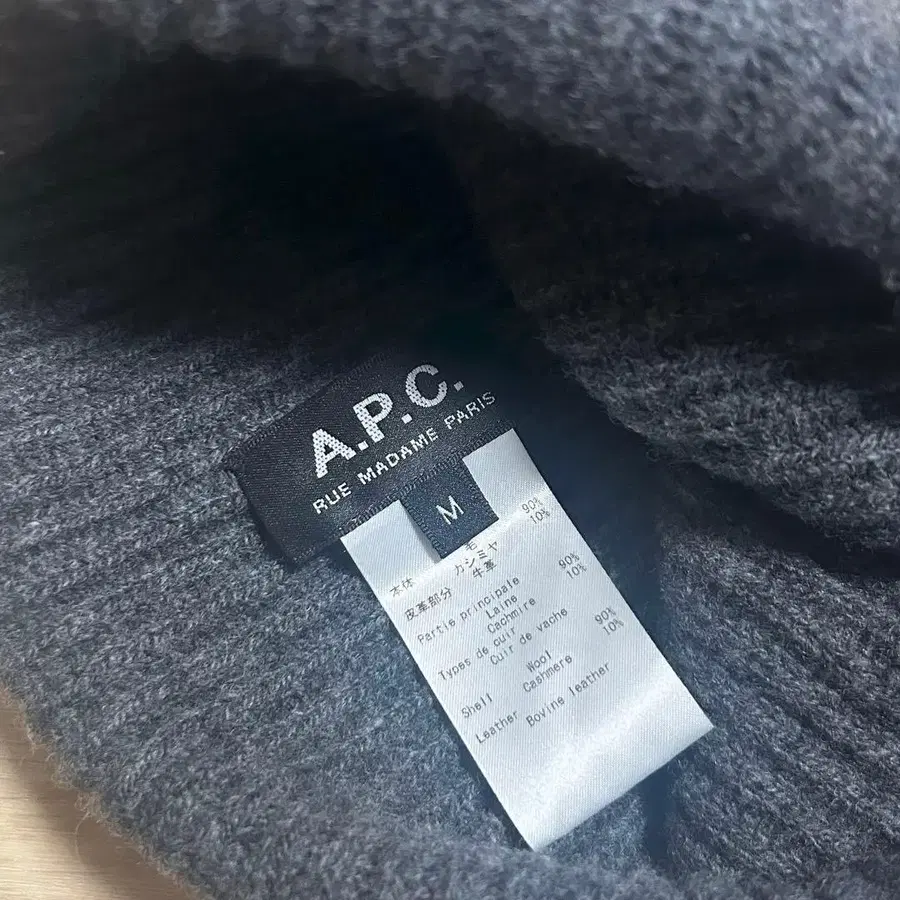 A.P.C.
RUE MADAME PARIS
M
本体 毛 90%
カシミヤ 10%
皮革部分 牛革
Partie principale
Laine 90%
Cachmire 10%
Types de cuir
Cuir de vache
Shell Wool 90%
Cashmere 10%
Leather Bovine leather